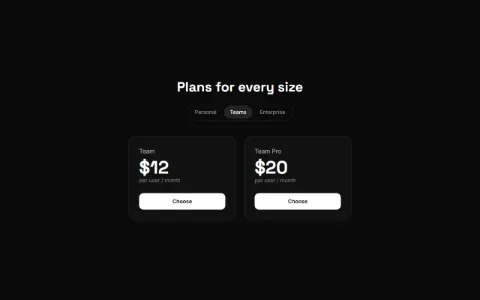 Plans for every size
Personal Teams Enterprise
Team
$12
per user / month
Choose
Team Pro
$20
per user / month
Choose